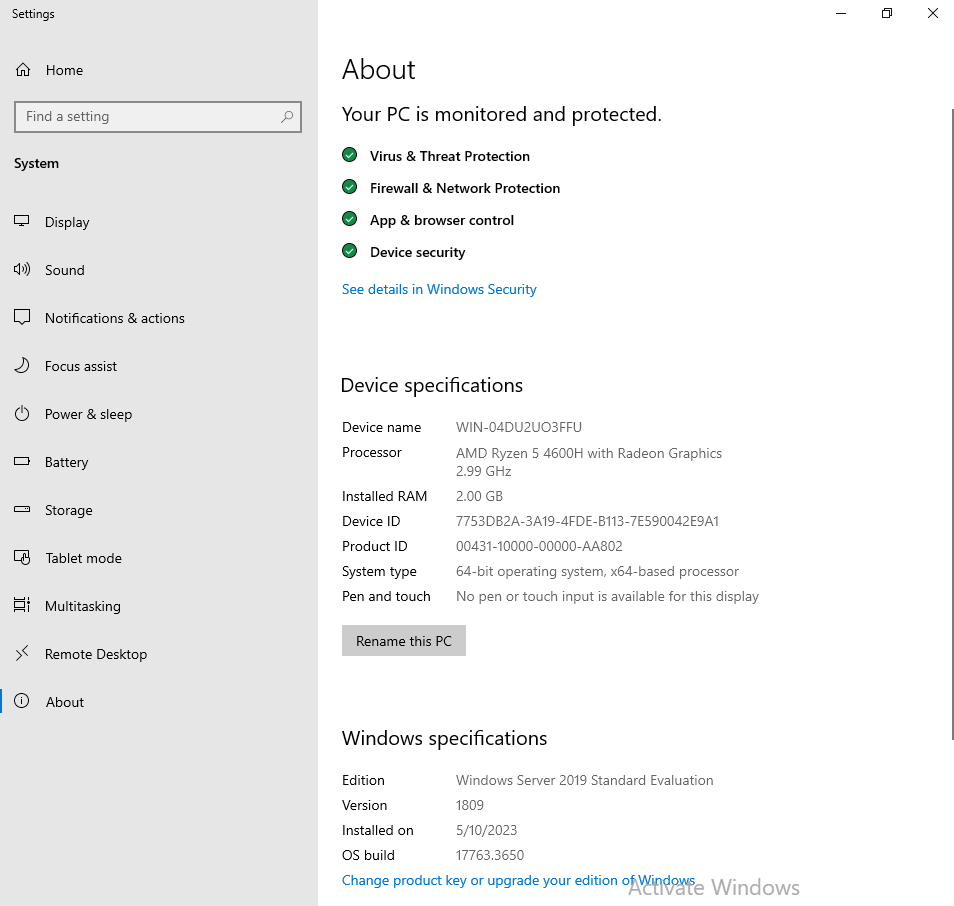 Settings
Home
Find a setting
System
Display
Sound
Notifications & actions
Focus assist
Power & sleep
Battery
Storage
Tablet mode
Multitasking
Remote Desktop
About
About
Your PC is monitored and protected.
Virus & Threat Protection
Firewall & Network Protection
App & browser control
Device security
See details in Windows Security
Device specifications
Device name WIN-04DU2UO3FFU
Processor AMD Ryzen 5 4600H with Radeon Graphics
2.99 GHz
Installed RAM 2.00 GB
Device ID 7753DB2A-3A19-4FDE-B113-7E590042E9A1
Product ID 00431-10000-00000-AA802
System type 64-bit operating system, x64-based processor
Pen and touch No pen or touch input is available for this display
Rename this PC
Windows specifications
Edition Windows Server 2019 Standard Evaluation
Version 1809
Installed on 5/10/2023
OS build 17763.3650
Change product key or upgrade your edition of Windows
Activate Windows